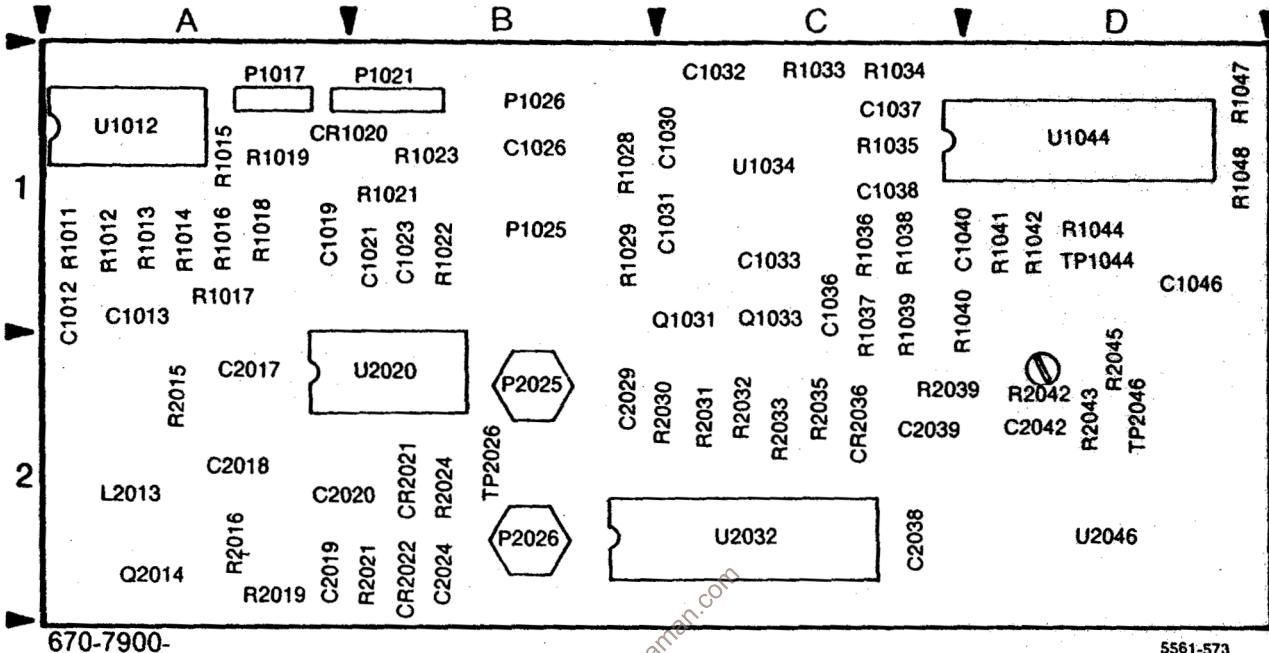 A B C D
C1032 R1033 R1034
P1017 P1021
P1026 C1037 R1047
U1012 CR1020 C1030 U1044
R1015 R1019 R1023 C1026 R1028 U1034 R1035
1
R1021 C1038 R1048
R1011 R1012 R1013 R1014 R1016 R1018 C1019 C1021 C1023 R1022 P1025 R1029 C1031 R1036 R1038 C1040 R1041 R1042 R1044
C1033 TP1044
C1012 R1017 C1046
C1013 Q1031 Q1033 C1036 R1037 R1039 R1040
R2015 C2017 U2020 P2025 R2045
C2029 R2030 R2031 R2032 R2033 R2035 CR2036 R2039 R2042 R2043 TP2046
C2039 C2042
2
C2018 CR2021 R2024 TP2026
L2013 C2020
R2016 P2026 U2032 C2038 U2046
Q2014 C2019 R2021 CR2022 C2024
R2019
670-7900-
5561-573
aman.com